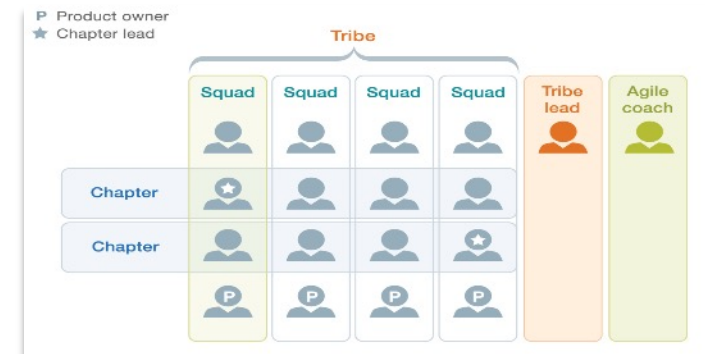 P Product owner
★ Chapter lead
Tribe
Squad Squad Squad Squad Tribe lead Agile coach
Chapter
Chapter
P P P P